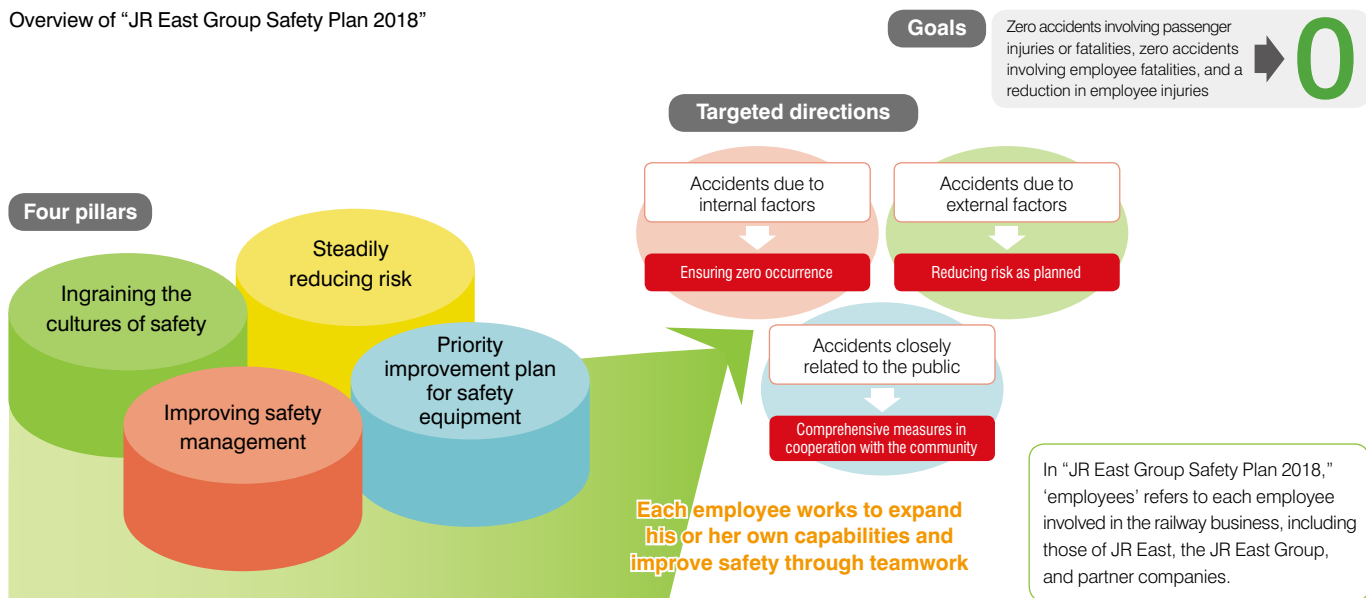 Overview of “JR East Group Safety Plan 2018”
Goals
Zero accidents involving passenger
injuries or fatalities, zero accidents
involving employee fatalities, and a
reduction in employee injuries
0
Targeted directions
Accidents due to
internal factors
Ensuring zero occurrence
Accidents due to
external factors
Reducing risk as planned
Accidents closely
related to the public
Comprehensive measures in
cooperation with the community
Four pillars
Ingraining the
cultures of safety
Steadily
reducing risk
Improving safety
management
Priority
improvement plan
for safety
equipment
Each employee works to expand
his or her own capabilities and
improve safety through teamwork
In “JR East Group Safety Plan 2018,”
‘employees’ refers to each employee
involved in the railway business, including
those of JR East, the JR East Group,
and partner companies.